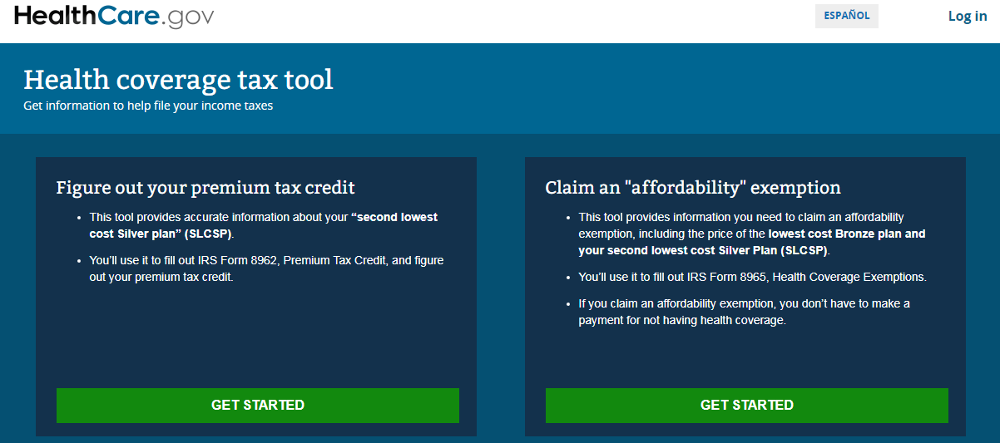 HealthCare.gov
ESPAÑOL
Log in
Health coverage tax tool
Get information to help file your income taxes
Figure out your premium tax credit
• This tool provides accurate information about your “second lowest
cost Silver plan” (SLCSP).
• You’ll use it to fill out IRS Form 8962, Premium Tax Credit, and figure
out your premium tax credit.
GET STARTED
Claim an "affordability" exemption
• This tool provides information you need to claim an affordability
exemption, including the price of the lowest cost Bronze plan and
your second lowest cost Silver Plan (SLCSP).
• You’ll use it to fill out IRS Form 8965, Health Coverage Exemptions.
• If you claim an affordability exemption, you don’t have to make a
payment for not having health coverage.
GET STARTED